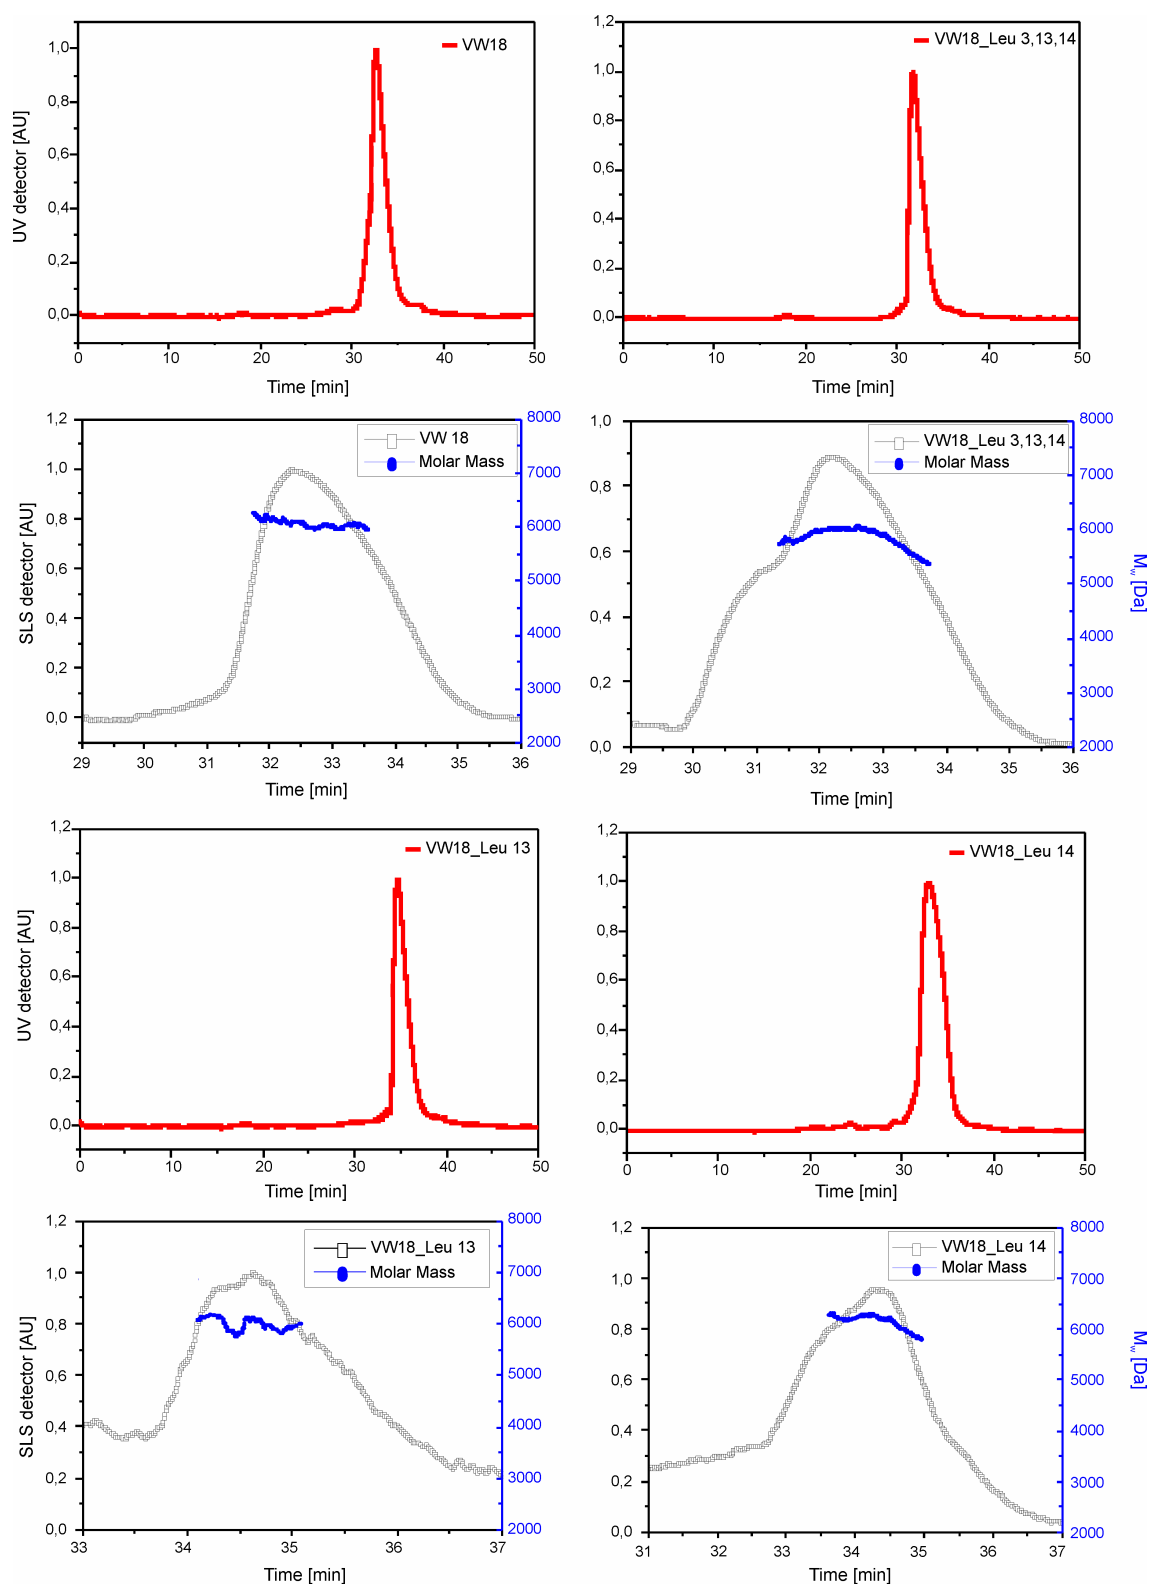 VW18
1,0
0,8
0,6
0,4
0,2
0,0
UV detector [AU]
0 10 20 30 40 50
Time [min]
VW18_Leu 3,13,14
1,2
1,0
0,8
0,6
0,4
0,2
0,0
0 10 20 30 40 50
Time [min]
1,2
1,0
0,8
0,6
0,4
0,2
0,0
SLS detector [AU]
VW 18
Molar Mass
8000
7000
6000
5000
4000
3000
2000
29 30 31 32 33 34 35 36
Time [min]
1,0
0,8
0,6
0,4
0,2
0,0
VW18_Leu 3,13,14
Molar Mass
8000
7000
6000
5000
4000
3000
2000
Mw [Da]
29 30 31 32 33 34 35 36
Time [min]
1,2
1,0
0,8
0,6
0,4
0,2
0,0
UV detector [AU]
VW18_Leu 13
0 10 20 30 40 50
Time [min]
1,2
1,0
0,8
0,6
0,4
0,2
0,0
VW18_Leu 14
0 10 20 30 40 50
Time [min]
1,2
1,0
0,8
0,6
0,4
0,2
0,0
SLS detector [AU]
VW18_Leu 13
Molar Mass
8000
7000
6000
5000
4000
3000
2000
33 34 35 36 37
Time [min]
1,2
1,0
0,8
0,6
0,4
0,2
0,0
VW18_Leu 14
Molar Mass
8000
7000
6000
5000
4000
3000
2000
Mw [Da]
31 32 33 34 35 36 37
Time [min]